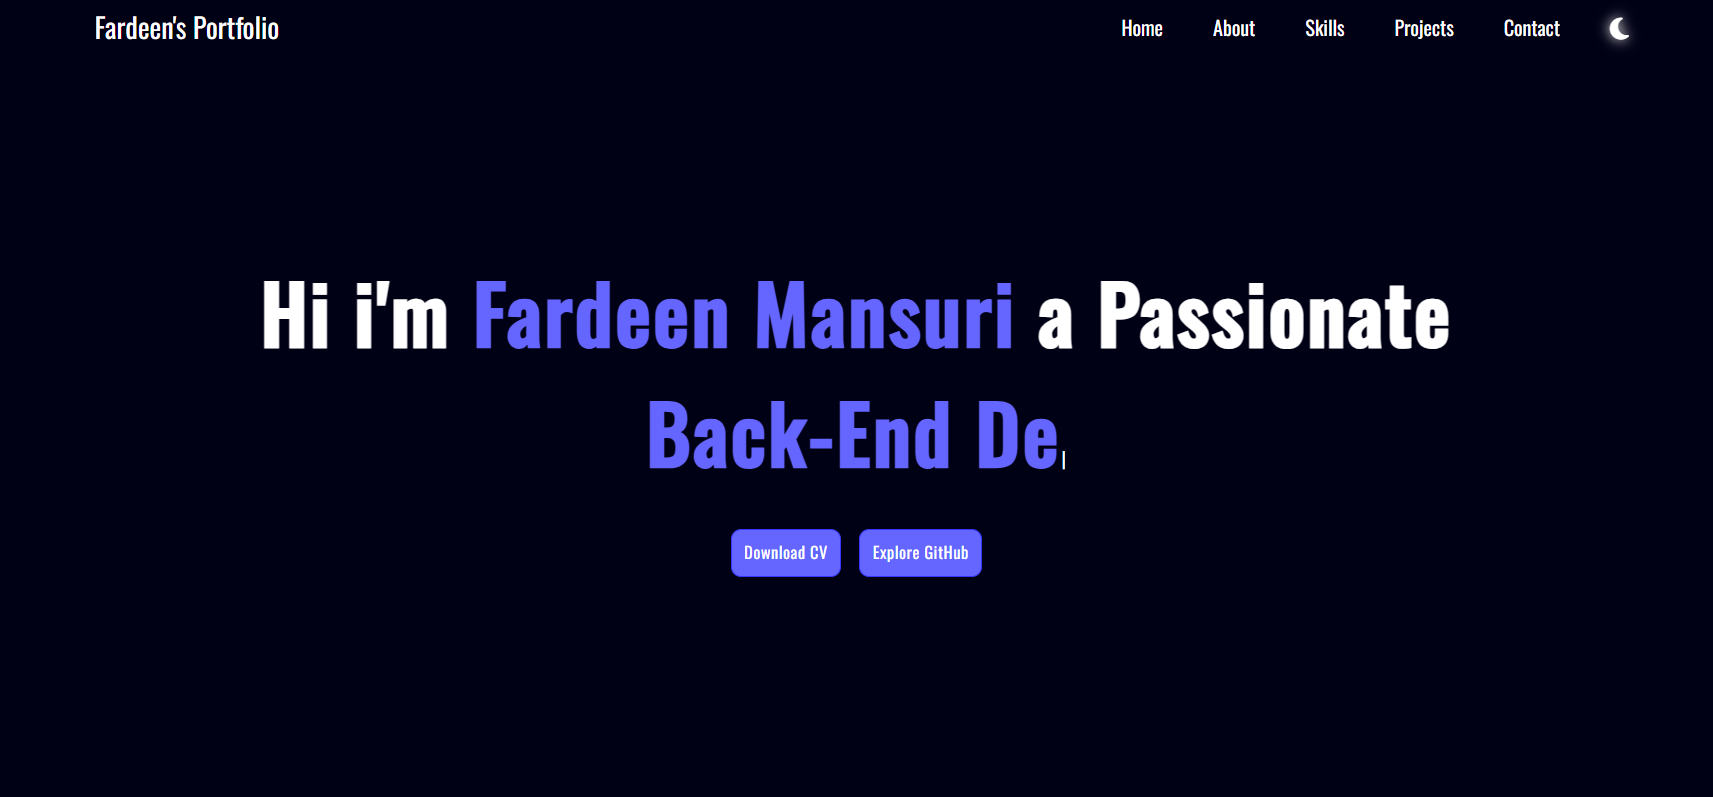 Fardeen's Portfolio
Home About Skills Projects Contact
Hi i'm Fardeen Mansuri a Passionate
Back-End De
Download CV Explore GitHub